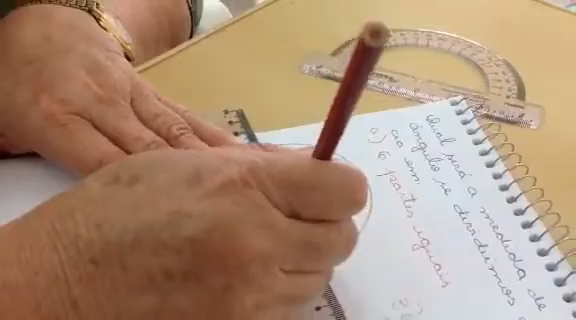 Qual será a medida de
ângulo se dividirmos o
ao em
a) 6 partes iguais